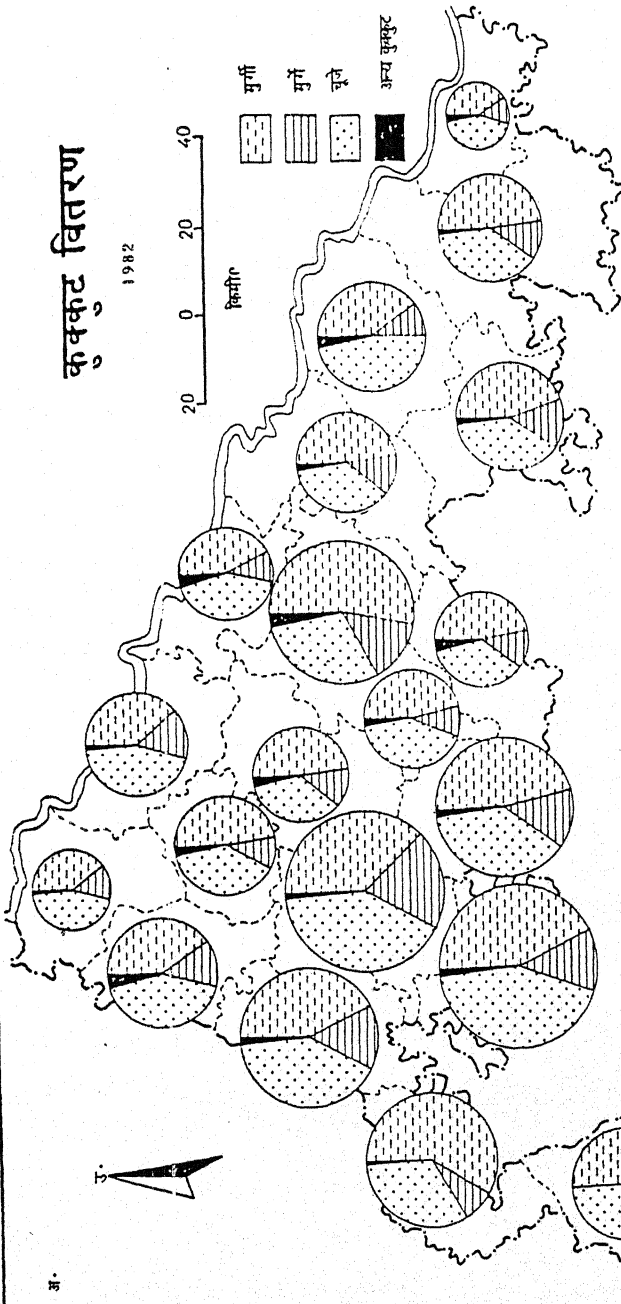 अ.
उ.
कुक्कुट वितरण
1982
20 0 20 40
किमीर
मुर्गी
मुर्गे
चूजे
अन्य कुक्कुट